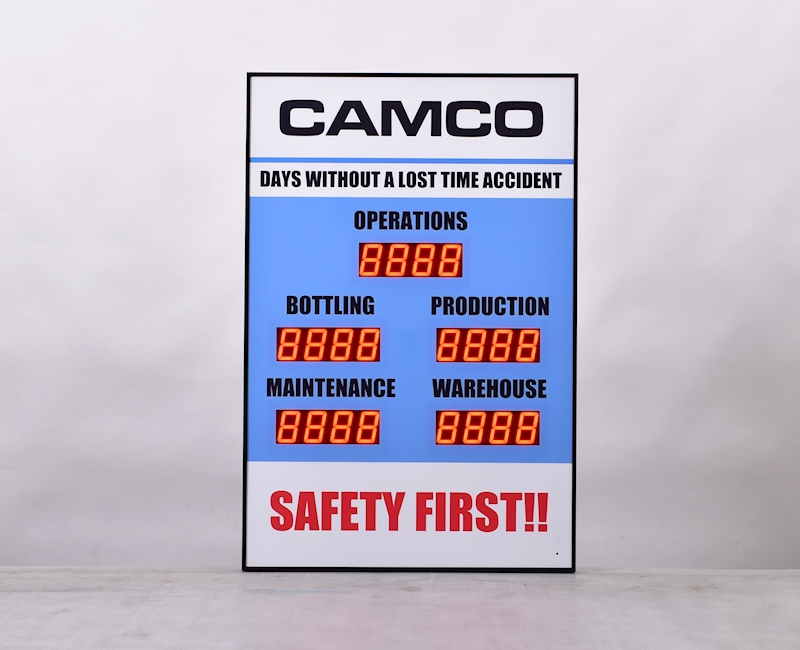 CAMCO
DAYS WITHOUT A LOST TIME ACCIDENT
OPERATIONS
8888
BOTTLING PRODUCTION
8888 8888
MAINTENANCE WAREHOUSE
8888 8888
SAFETY FIRST!!